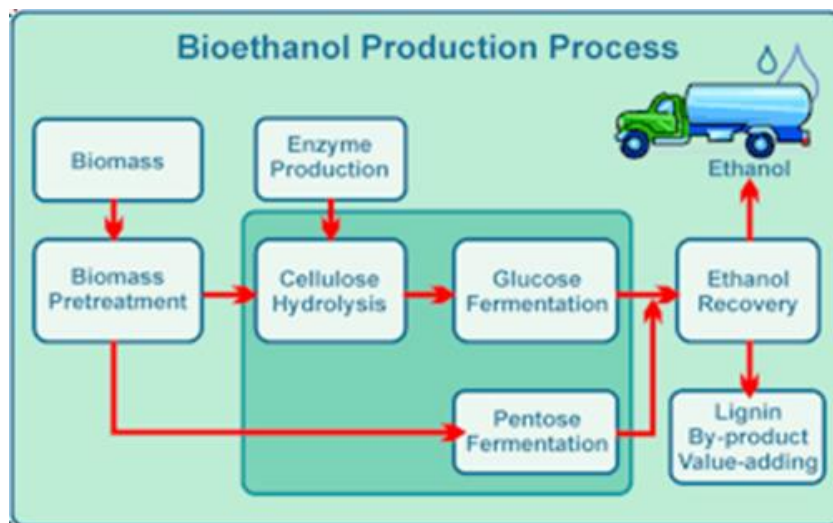 Bioethanol Production Process
Biomass
Enzyme
Production
Ethanol
Biomass
Pretreatment
Cellulose
Hydrolysis
Glucose
Fermentation
Ethanol
Recovery
Pentose
Fermentation
Lignin
By-product
Value-adding